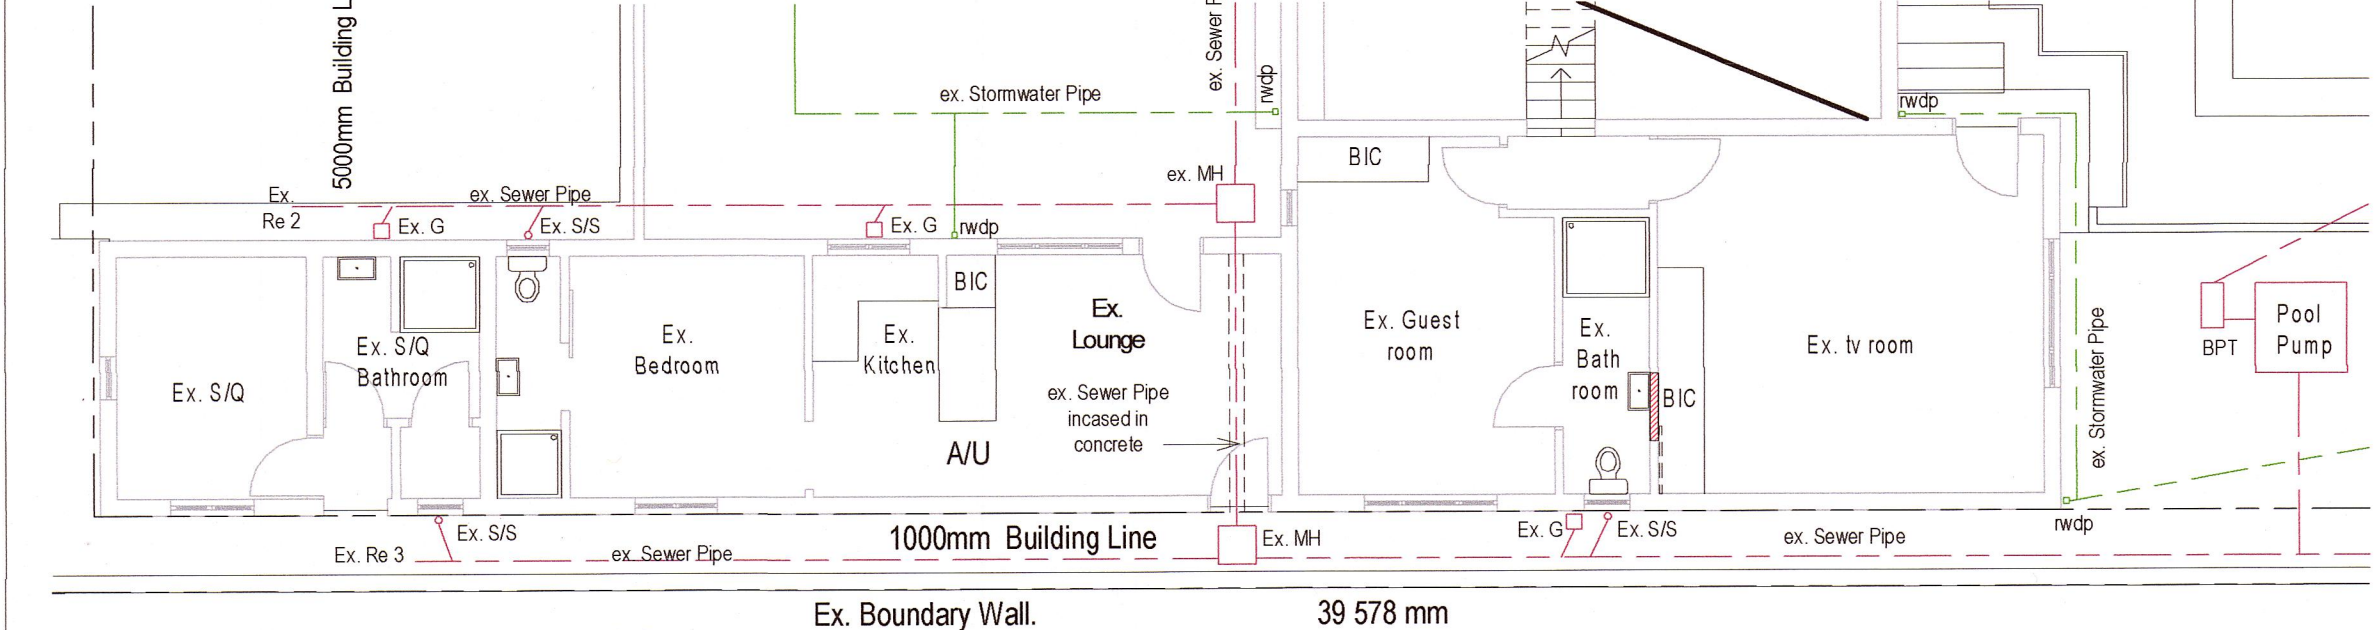 5000mm Building L
ex. Sewer P
rwdp
ex. Stormwater Pipe
rwdp
BIC
ex. MH
Ex.
ex. Sewer Pipe
Re 2
Ex. G
Ex. S/S
Ex. G
rwdp
BIC
Ex. S/Q
Ex. S/Q
Bathroom
Ex.
Bedroom
Ex.
Kitchen
Ex.
Lounge
ex. Sewer Pipe
incased in
concrete
A/U
Ex. Guest
room
Ex.
Bath
room
BIC
Ex. tv room
ex. Stormwater Pipe
BPT
Pool
Pump
Ex. S/S
Ex. Re 3
ex. Sewer Pipe
1000mm Building Line
Ex. MH
Ex. G
Ex. S/S
ex. Sewer Pipe
rwdp
Ex. Boundary Wall.
39 578 mm